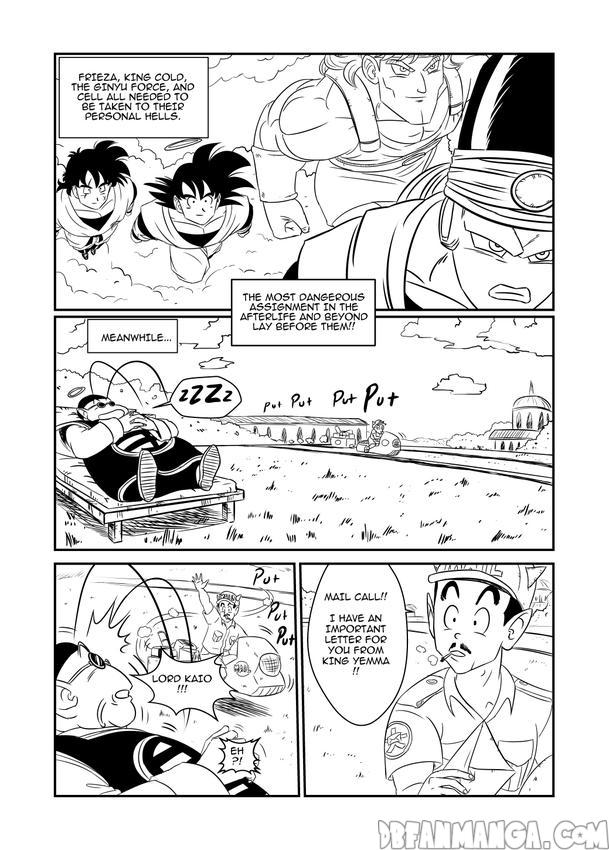 FRIEZA, KING COLD,
THE GINYU FORCE, AND
CELL ALL NEEDED TO
BE TAKEN TO THEIR
PERSONAL HELLS.
THE MOST DANGEROUS
ASSIGNMENT IN THE
AFTERLIFE AND BEYOND
LAY BEFORE THEM!!
MEANWHILE...
ZZZZ
PUT PUT PUT PUT
PUT
PUT
PUT
LORD KAIO
!!!
EH
?!
MAIL CALL!!
I HAVE AN
IMPORTANT
LETTER FOR
YOU FROM
KING YEMMA
!!
DBFANMANGA.COM